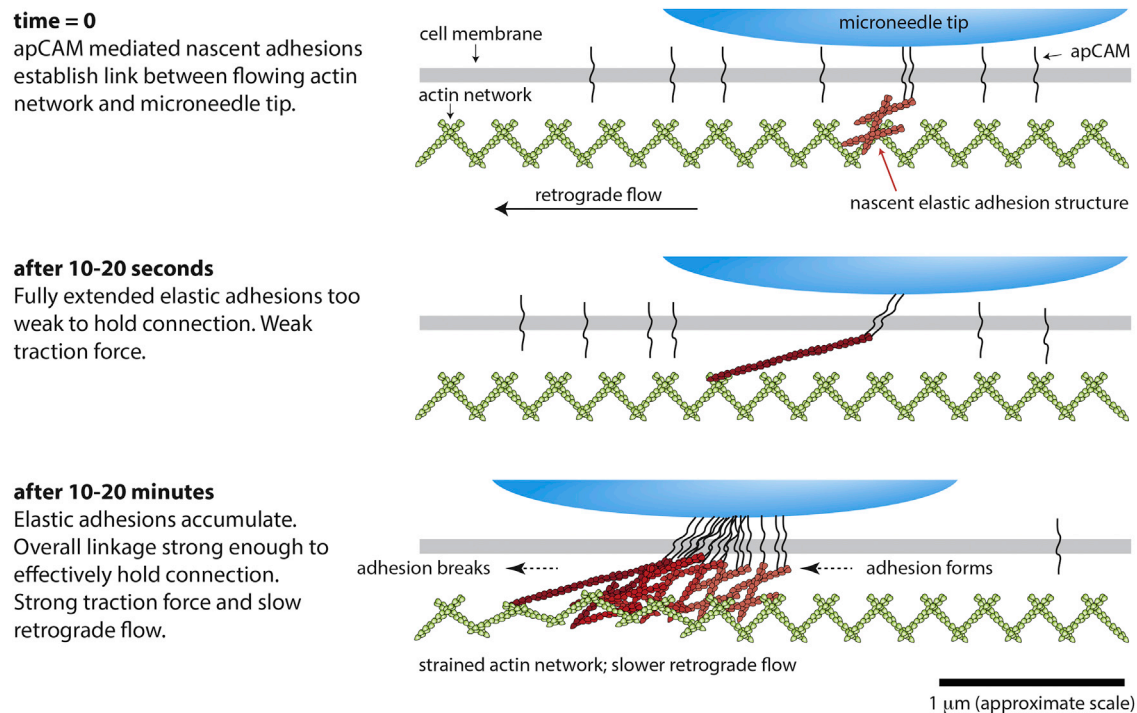 time = 0
apCAM mediated nascent adhesions
establish link between flowing actin
network and microneedle tip.
microneedle tip
cell membrane
apCAM
actin network
retrograde flow
nascent elastic adhesion structure
after 10-20 seconds
Fully extended elastic adhesions too
weak to hold connection. Weak
traction force.
after 10-20 minutes
Elastic adhesions accumulate.
Overall linkage strong enough to
effectively hold connection.
Strong traction force and slow
retrograde flow.
adhesion breaks
adhesion forms
strained actin network; slower retrograde flow
1 μm (approximate scale)